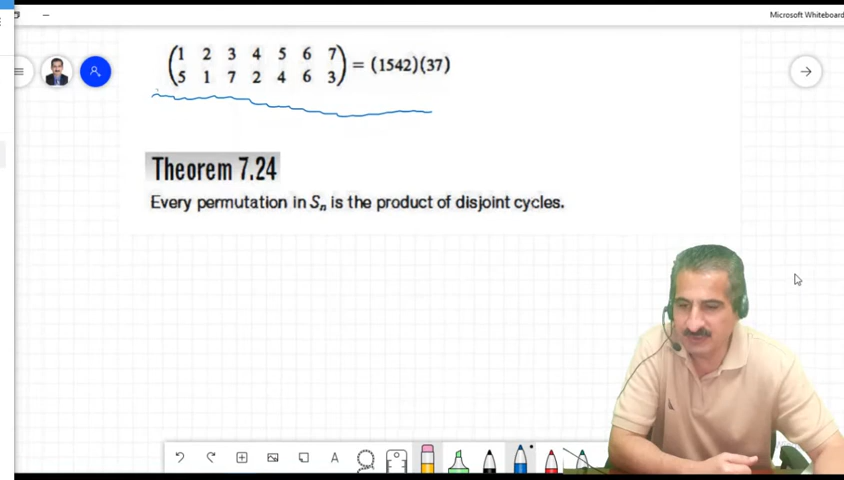 Microsoft Whiteboard
(1 2 3 4 5 6 7
5 1 7 2 4 6 3) = (1542)(37)
Theorem 7.24
Every permutation in Sn is the product of disjoint cycles.
A